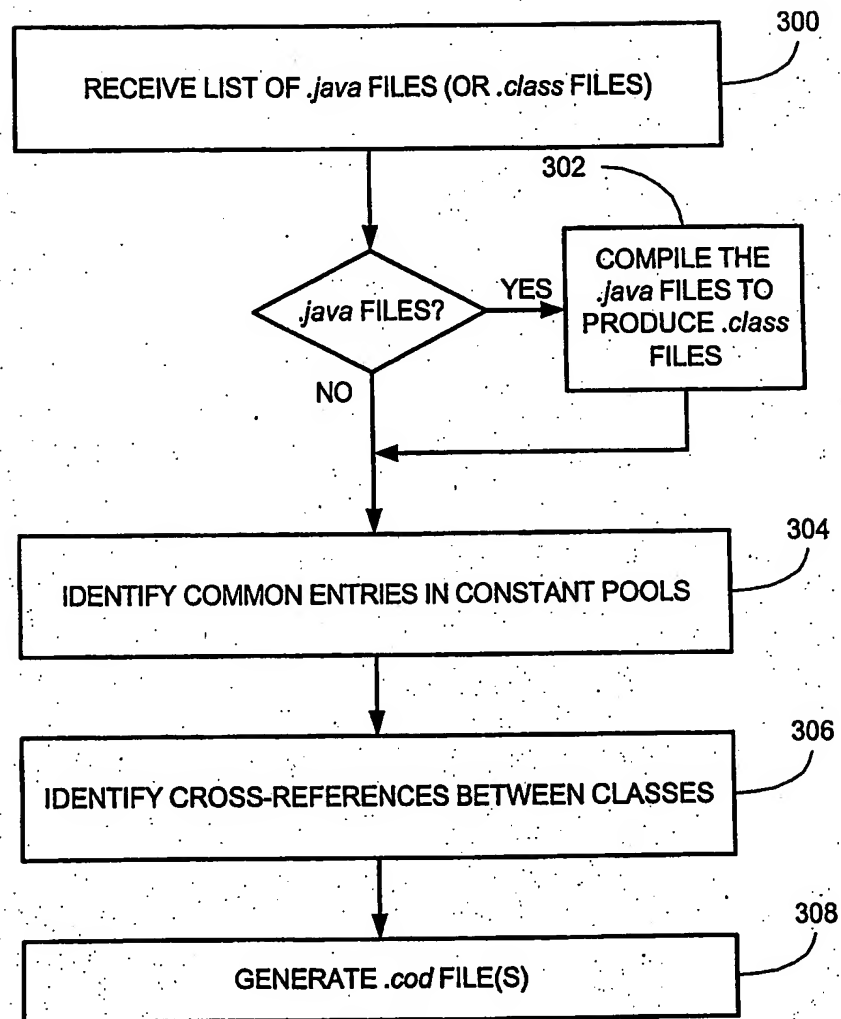 300
RECEIVE LIST OF .java FILES (OR .class FILES)
302
.java FILES?
YES
COMPILE THE
.java FILES TO
PRODUCE .class
FILES
NO
304
IDENTIFY COMMON ENTRIES IN CONSTANT POOLS
306
IDENTIFY CROSS-REFERENCES BETWEEN CLASSES
308
GENERATE .cod FILE(S)